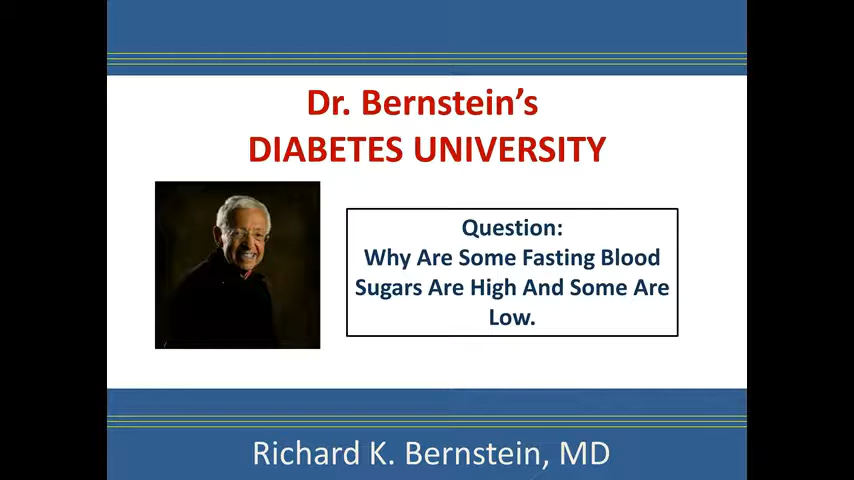 Dr. Bernstein’s
DIABETES UNIVERSITY
Question:
Why Are Some Fasting Blood
Sugars Are High And Some Are
Low.
Richard K. Bernstein, MD